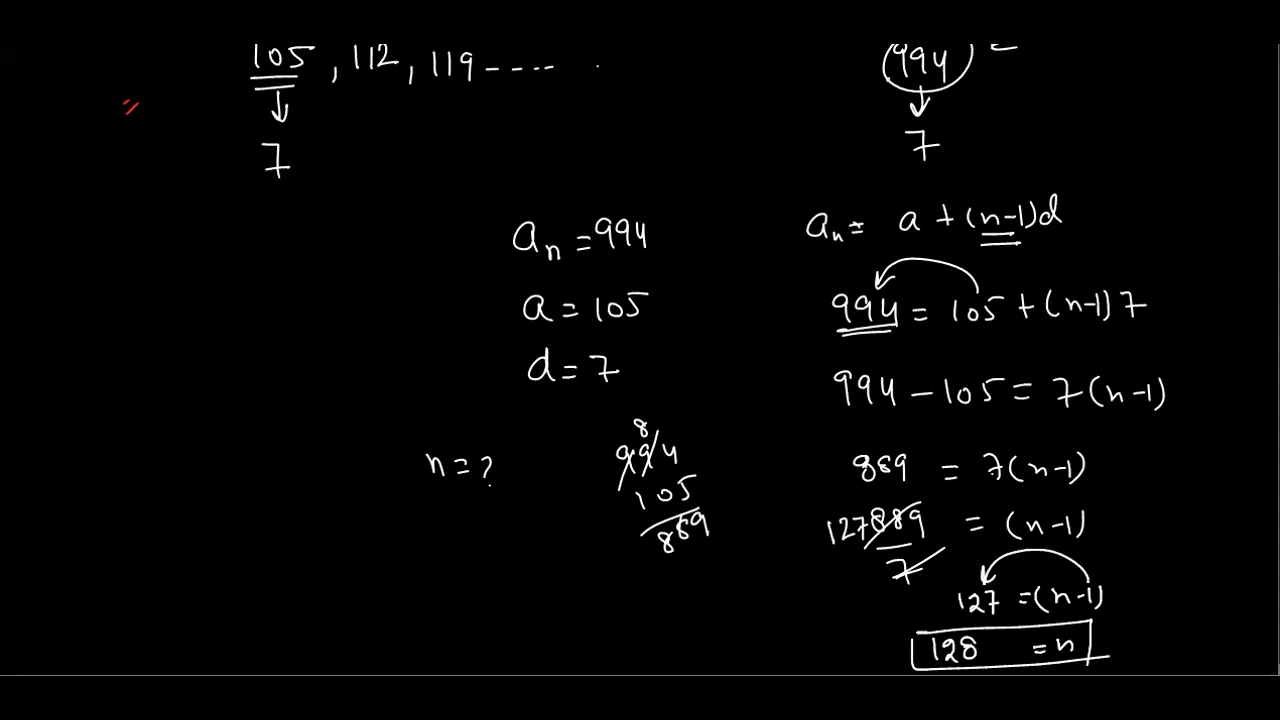 105 , 112 , 119 ---- 994
7 7
aₙ = 994
a = 105
d = 7
n = ?
994
8
105
889
aₙ = a + (n-1)d
994 = 105 + (n-1) 7
994 - 105 = 7 (n-1)
889 = 7(n-1)
127 889/7 = (n-1)
127 = (n-1)
128 = n